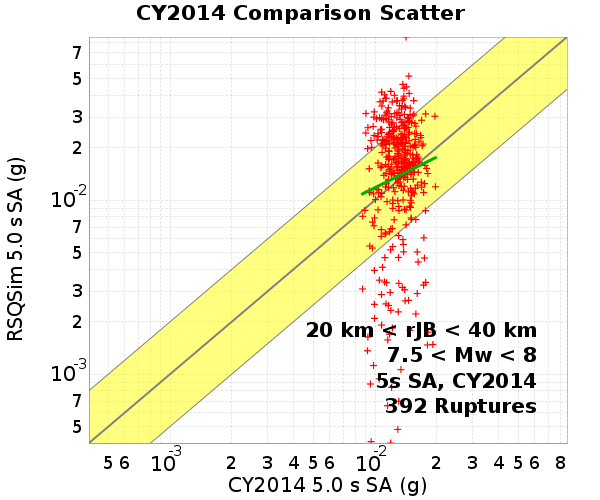 CY2014 Comparison Scatter
RSQSim 5.0 s SA (g)
7
5
3
2
10-2
7
5
3
2
10-3
7
5
20 km < rJB < 40 km
7.5 < Mw < 8
5s SA, CY2014
392 Ruptures
5 6 10-3 2 3 4 5 6 8 10-2 2 3 4 5 6 8
CY2014 5.0 s SA (g)